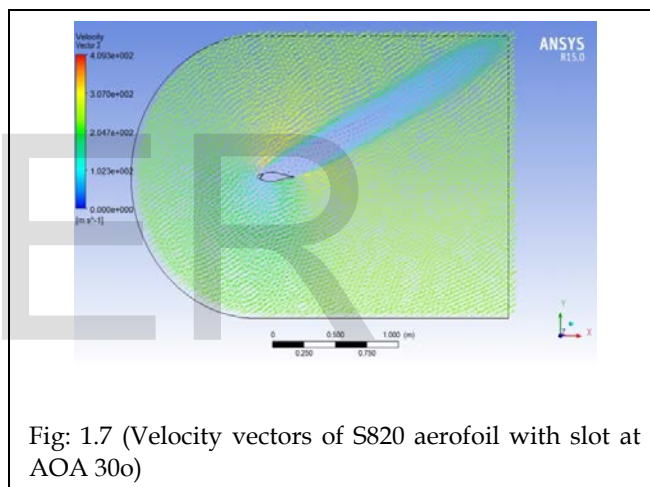 Velocity
Vector 2
ANSYS
R15.0
4.093e+002
3.070e+002
2.047e+002
1.023e+002
0.000e+000
[m s^-1]
ER
0 0.500 1.000 (m)
0.250 0.750
Y
X
Z
Fig: 1.7 (Velocity vectors of S820 aerofoil with slot at
AOA 30o)